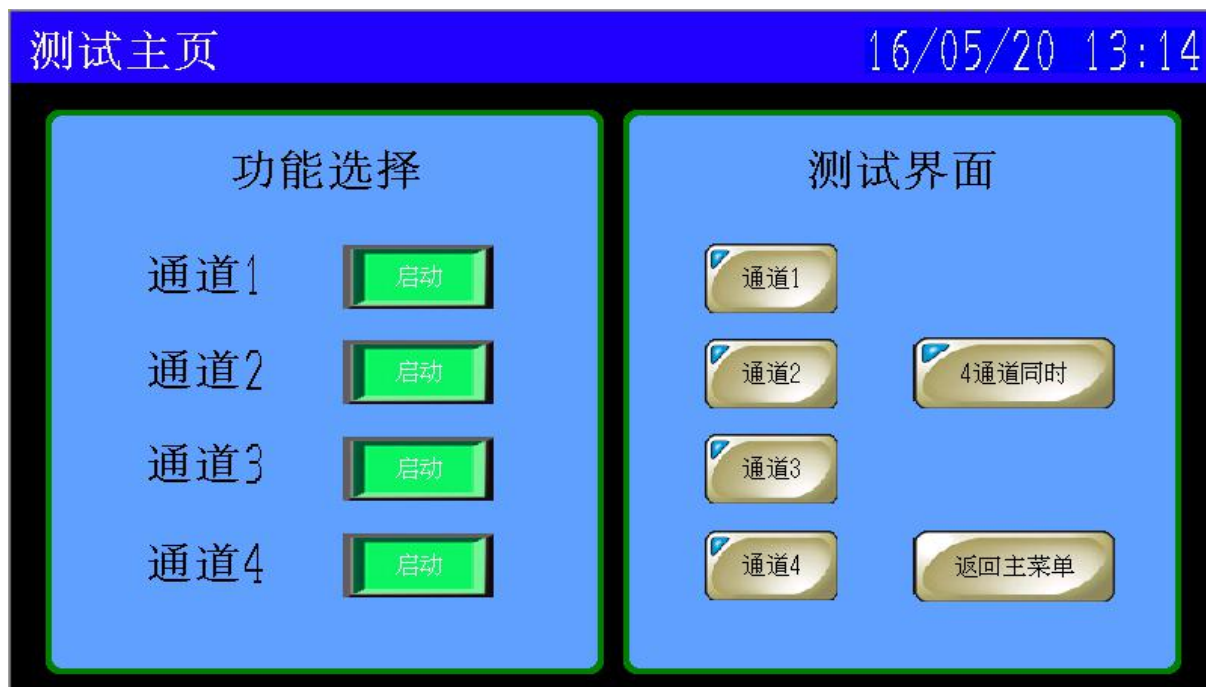 测试主页 16/05/20 13:14
功能选择
通道1 启动
通道2 启动
通道3 启动
通道4 启动
测试界面
通道1
通道2 4通道同时
通道3
通道4 返回主菜单